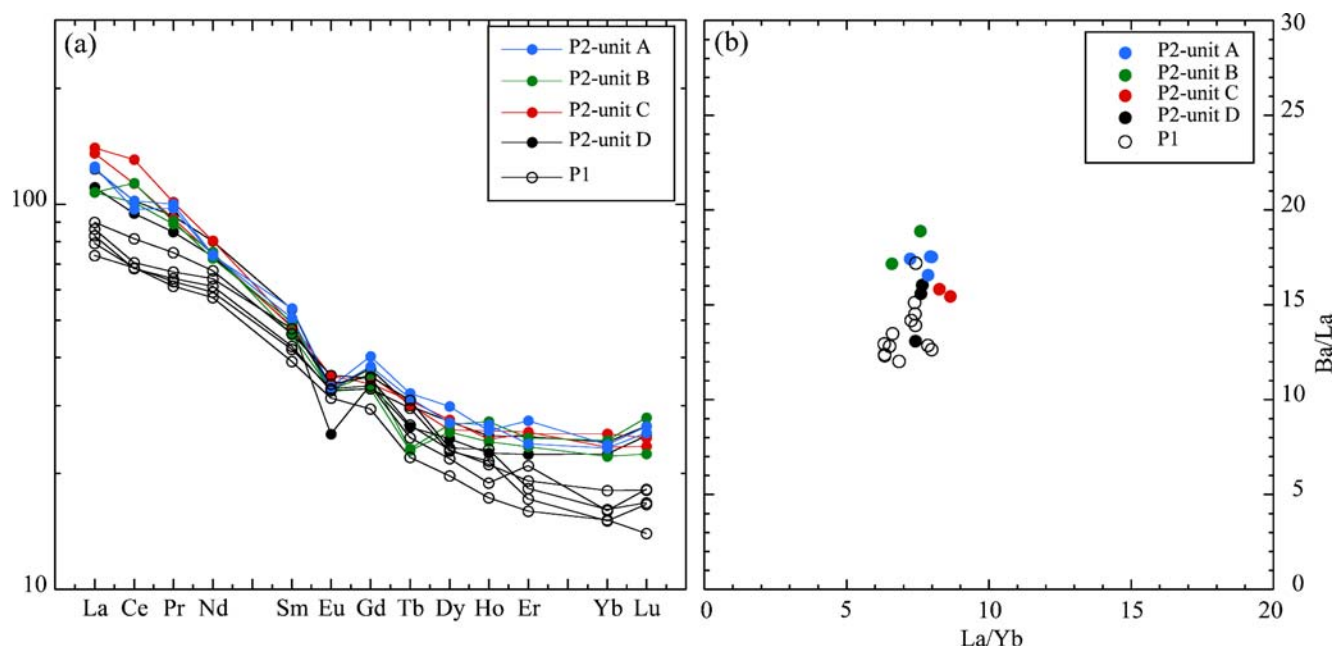 (a)
P2-unit A
P2-unit B
P2-unit C
P2-unit D
P1
100
10
La Ce Pr Nd Sm Eu Gd Tb Dy Ho Er Yb Lu
(b)
P2-unit A
P2-unit B
P2-unit C
P2-unit D
P1
30
25
20
15
10
5
0
Ba/La
0 5 10 15 20
La/Yb